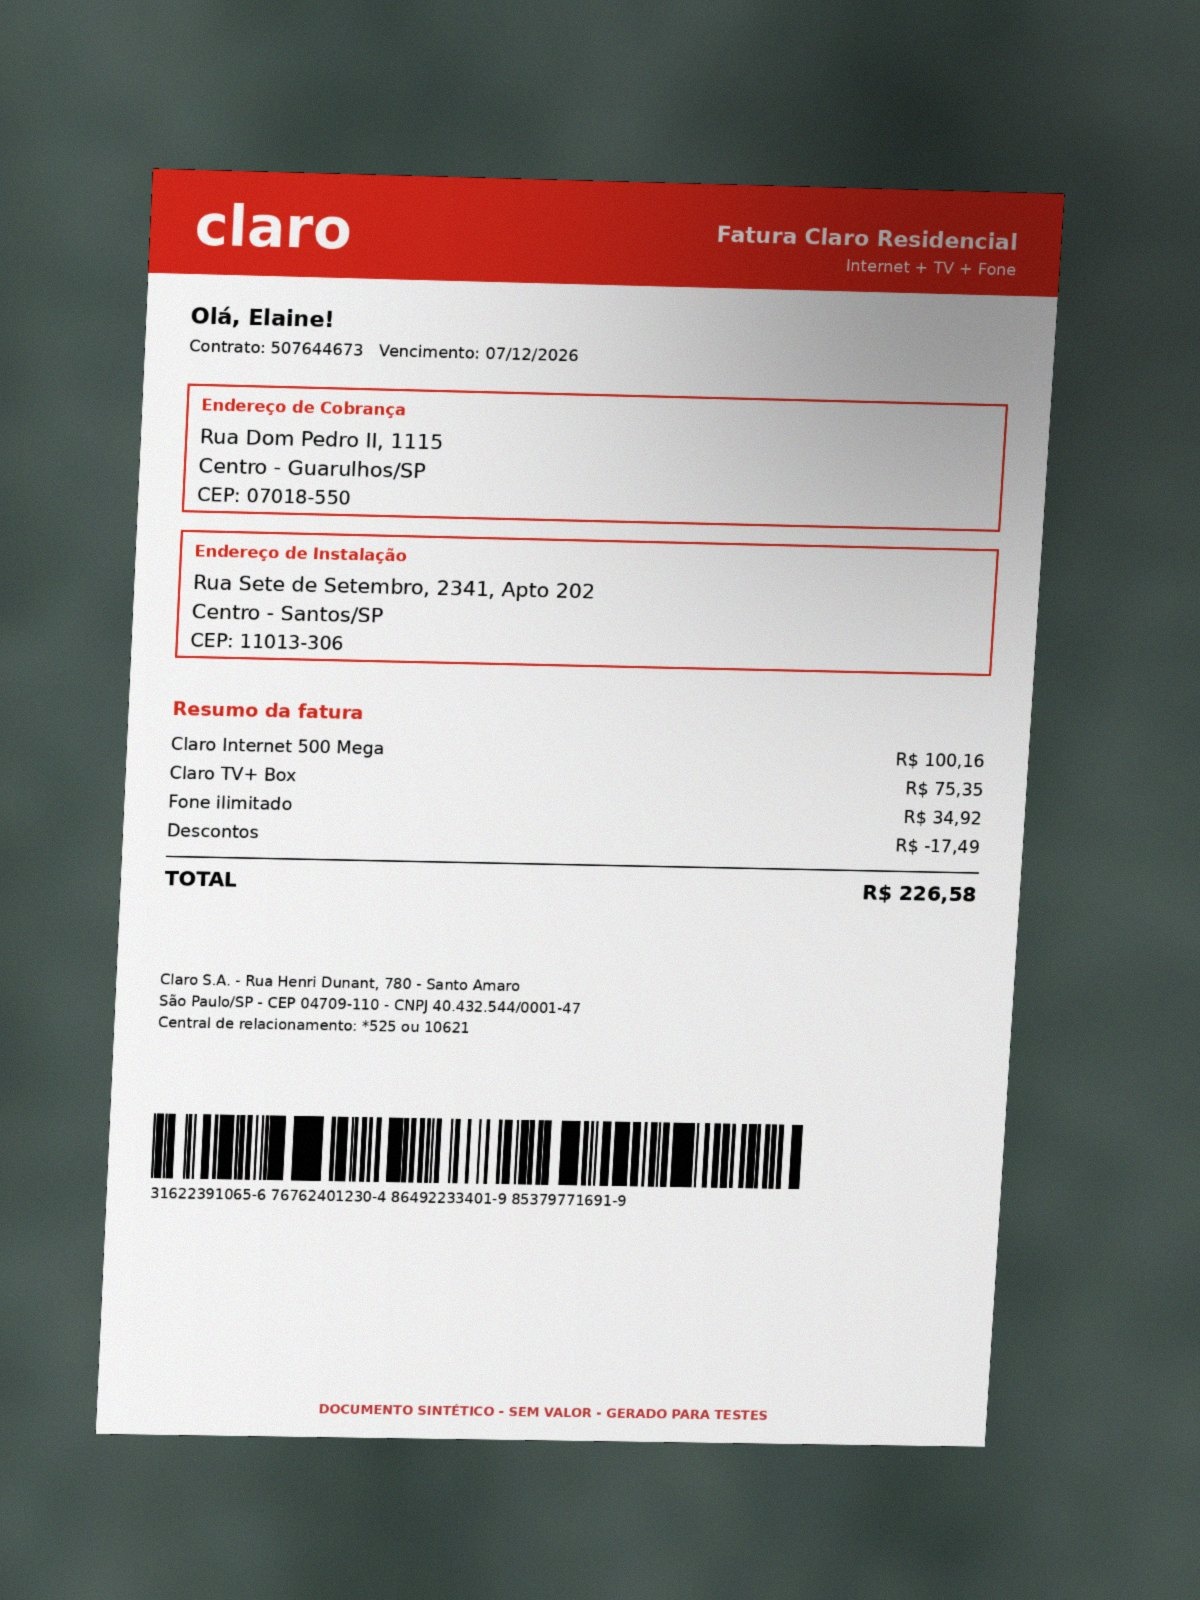 claro
Fatura Claro Residencial
Internet + TV + Fone
Olá, Elaine!
Contrato: 507644673 Vencimento: 07/12/2026
Endereço de Cobrança
Rua Dom Pedro II, 1115
Centro - Guarulhos/SP
CEP: 07018-550
Endereço de Instalação
Rua Sete de Setembro, 2341, Apto 202
Centro - Santos/SP
CEP: 11013-306
Resumo da fatura
Claro Internet 500 Mega R$ 100,16
Claro TV+ Box R$ 75,35
Fone ilimitado R$ 34,92
Descontos R$ -17,49
TOTAL R$ 226,58
Claro S.A. - Rua Henri Dunant, 780 - Santo Amaro
São Paulo/SP - CEP 04709-110 - CNPJ 40.432.544/0001-47
Central de relacionamento: *525 ou 10621
31622391065-6 76762401230-4 86492233401-9 85379771691-9
DOCUMENTO SINTÉTICO - SEM VALOR - GERADO PARA TESTES